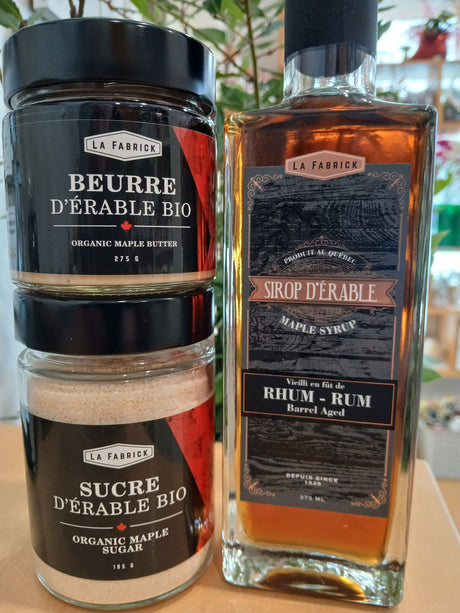 LA FABRICK
BEURRE
D'ÉRABLE BIO
ORGANIC MAPLE BUTTER
275 G
LA FABRICK
SUCRE
D'ÉRABLE BIO
ORGANIC MAPLE
SUGAR
185 G
LA FABRICK
PRODUIT AU QUÉBEC
SIROP D'ÉRABLE
MAPLE SYRUP
Vieilli en fût de
RHUM - RUM
Barrel Aged
DEPUIS SINCE
1939
375 ML